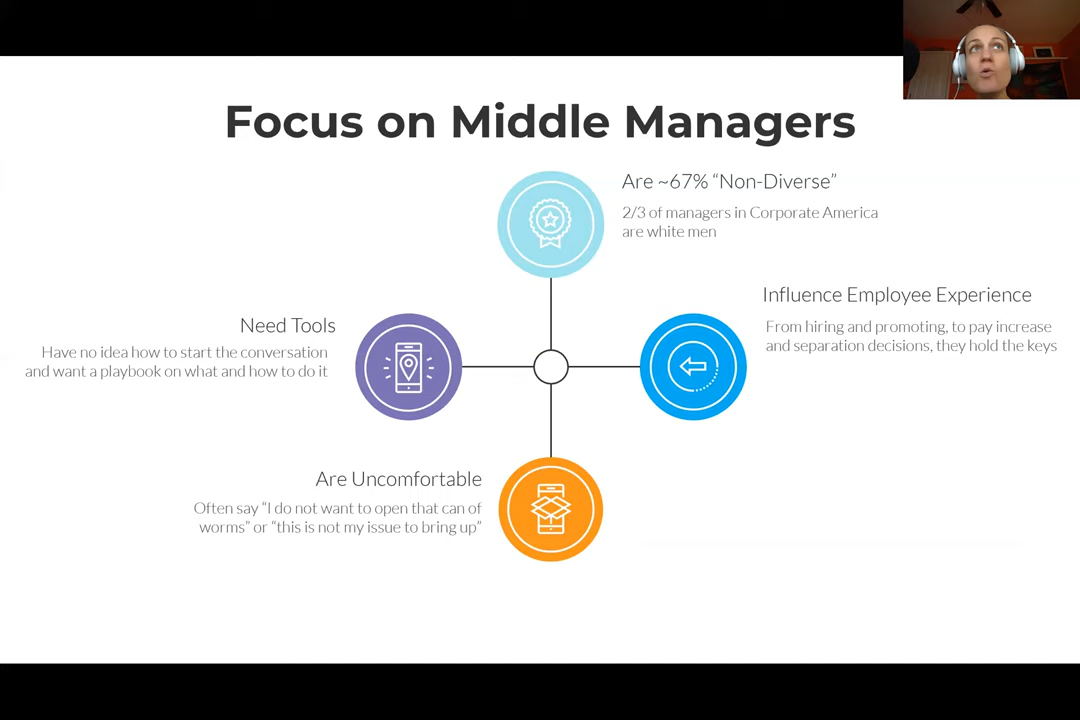 Focus on Middle Managers
Are ~67% “Non-Diverse”
2/3 of managers in Corporate America
are white men
Influence Employee Experience
From hiring and promoting, to pay increase
and separation decisions, they hold the keys
Need Tools
Have no idea how to start the conversation
and want a playbook on what and how to do it
Are Uncomfortable
Often say “I do not want to open that can of
worms” or “this is not my issue to bring up”